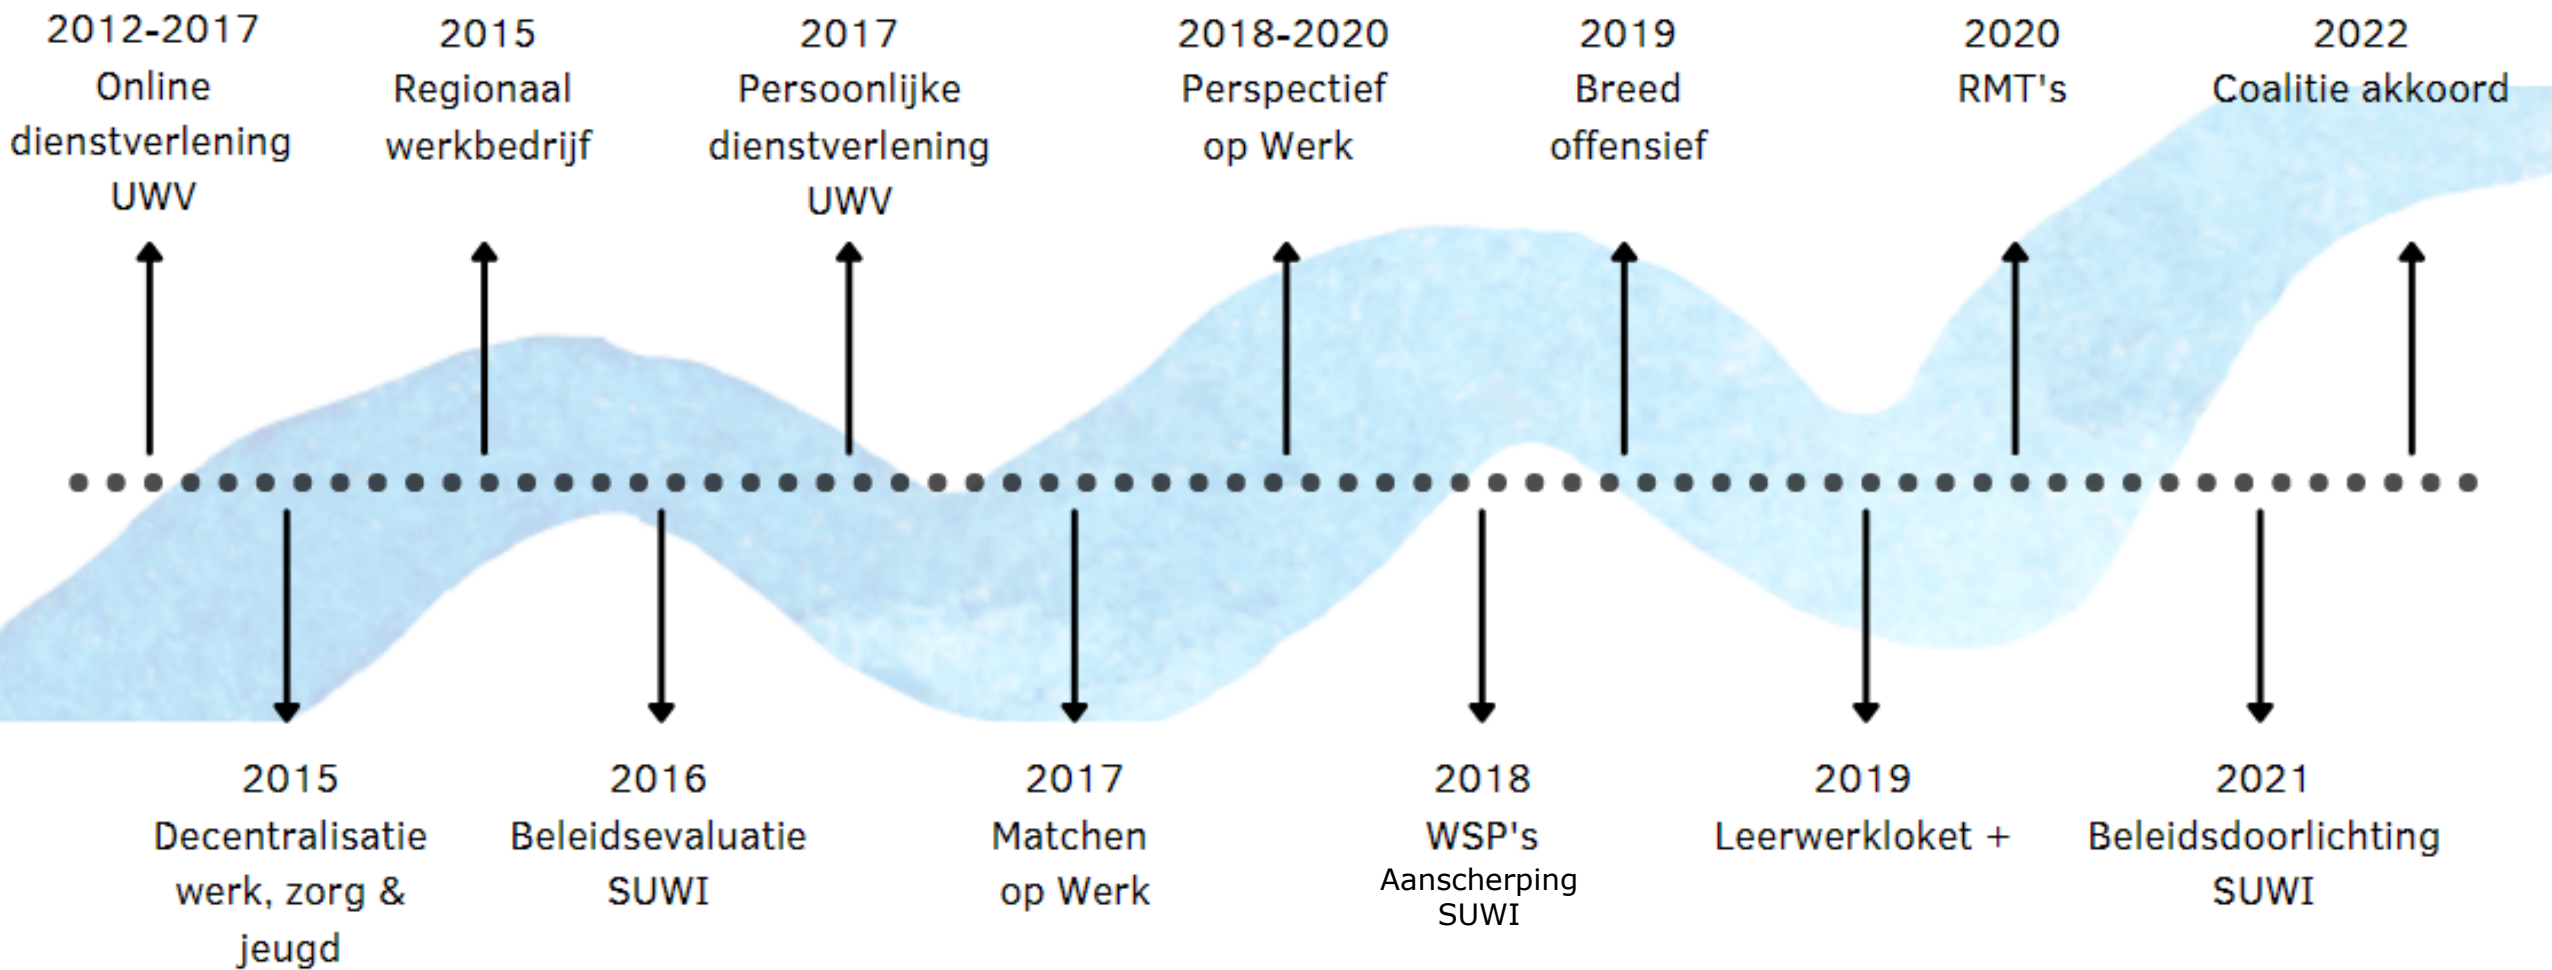 2012-2017
Online
dienstverlening
UWV
2015
Regionaal
werkbedrijf
2017
Persoonlijke
dienstverlening
UWV
2018-2020
Perspectief
op Werk
2019
Breed
offensief
2020
RMT's
2022
Coalitie akkoord
2015
Decentralisatie
werk, zorg &
jeugd
2016
Beleidsevaluatie
SUWI
2017
Matchen
op Werk
2018
WSP's
Aanscherping
SUWI
2019
Leerwerkloket +
2021
Beleidsdoorlichting
SUWI